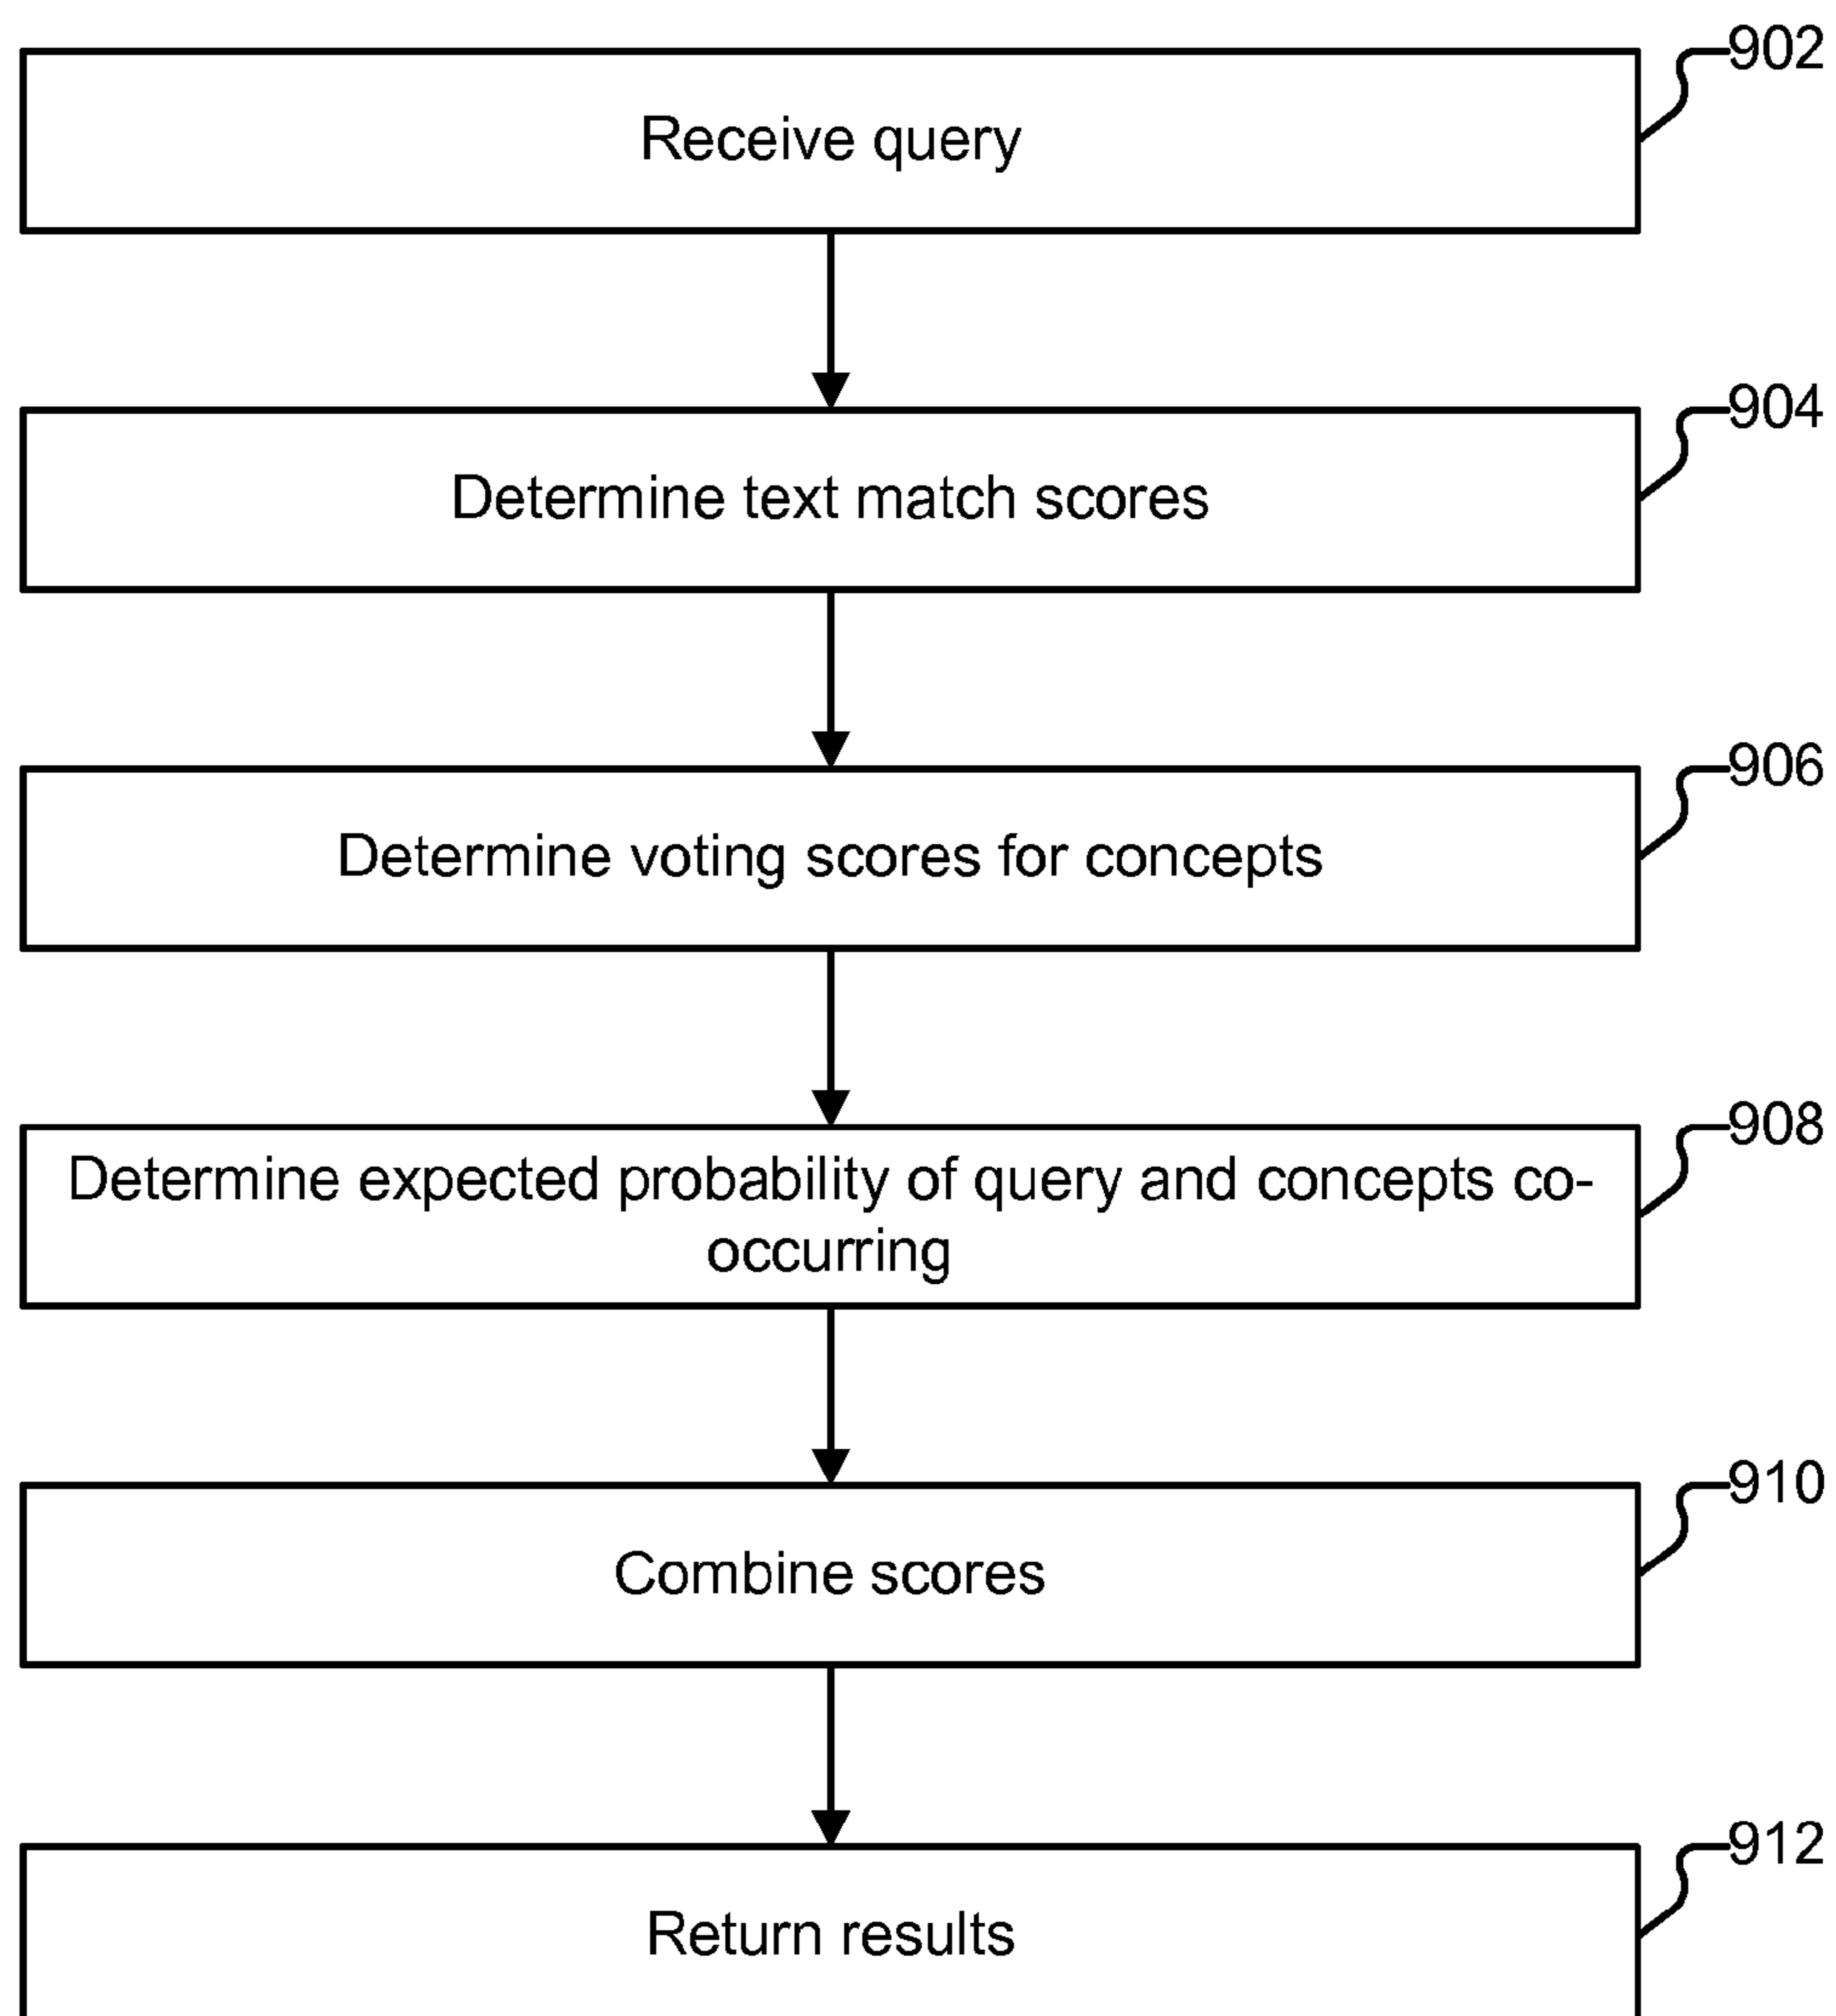 902
Receive query
904
Determine text match scores
906
Determine voting scores for concepts
908
Determine expected probability of query and concepts co-
occurring
910
Combine scores
912
Return results